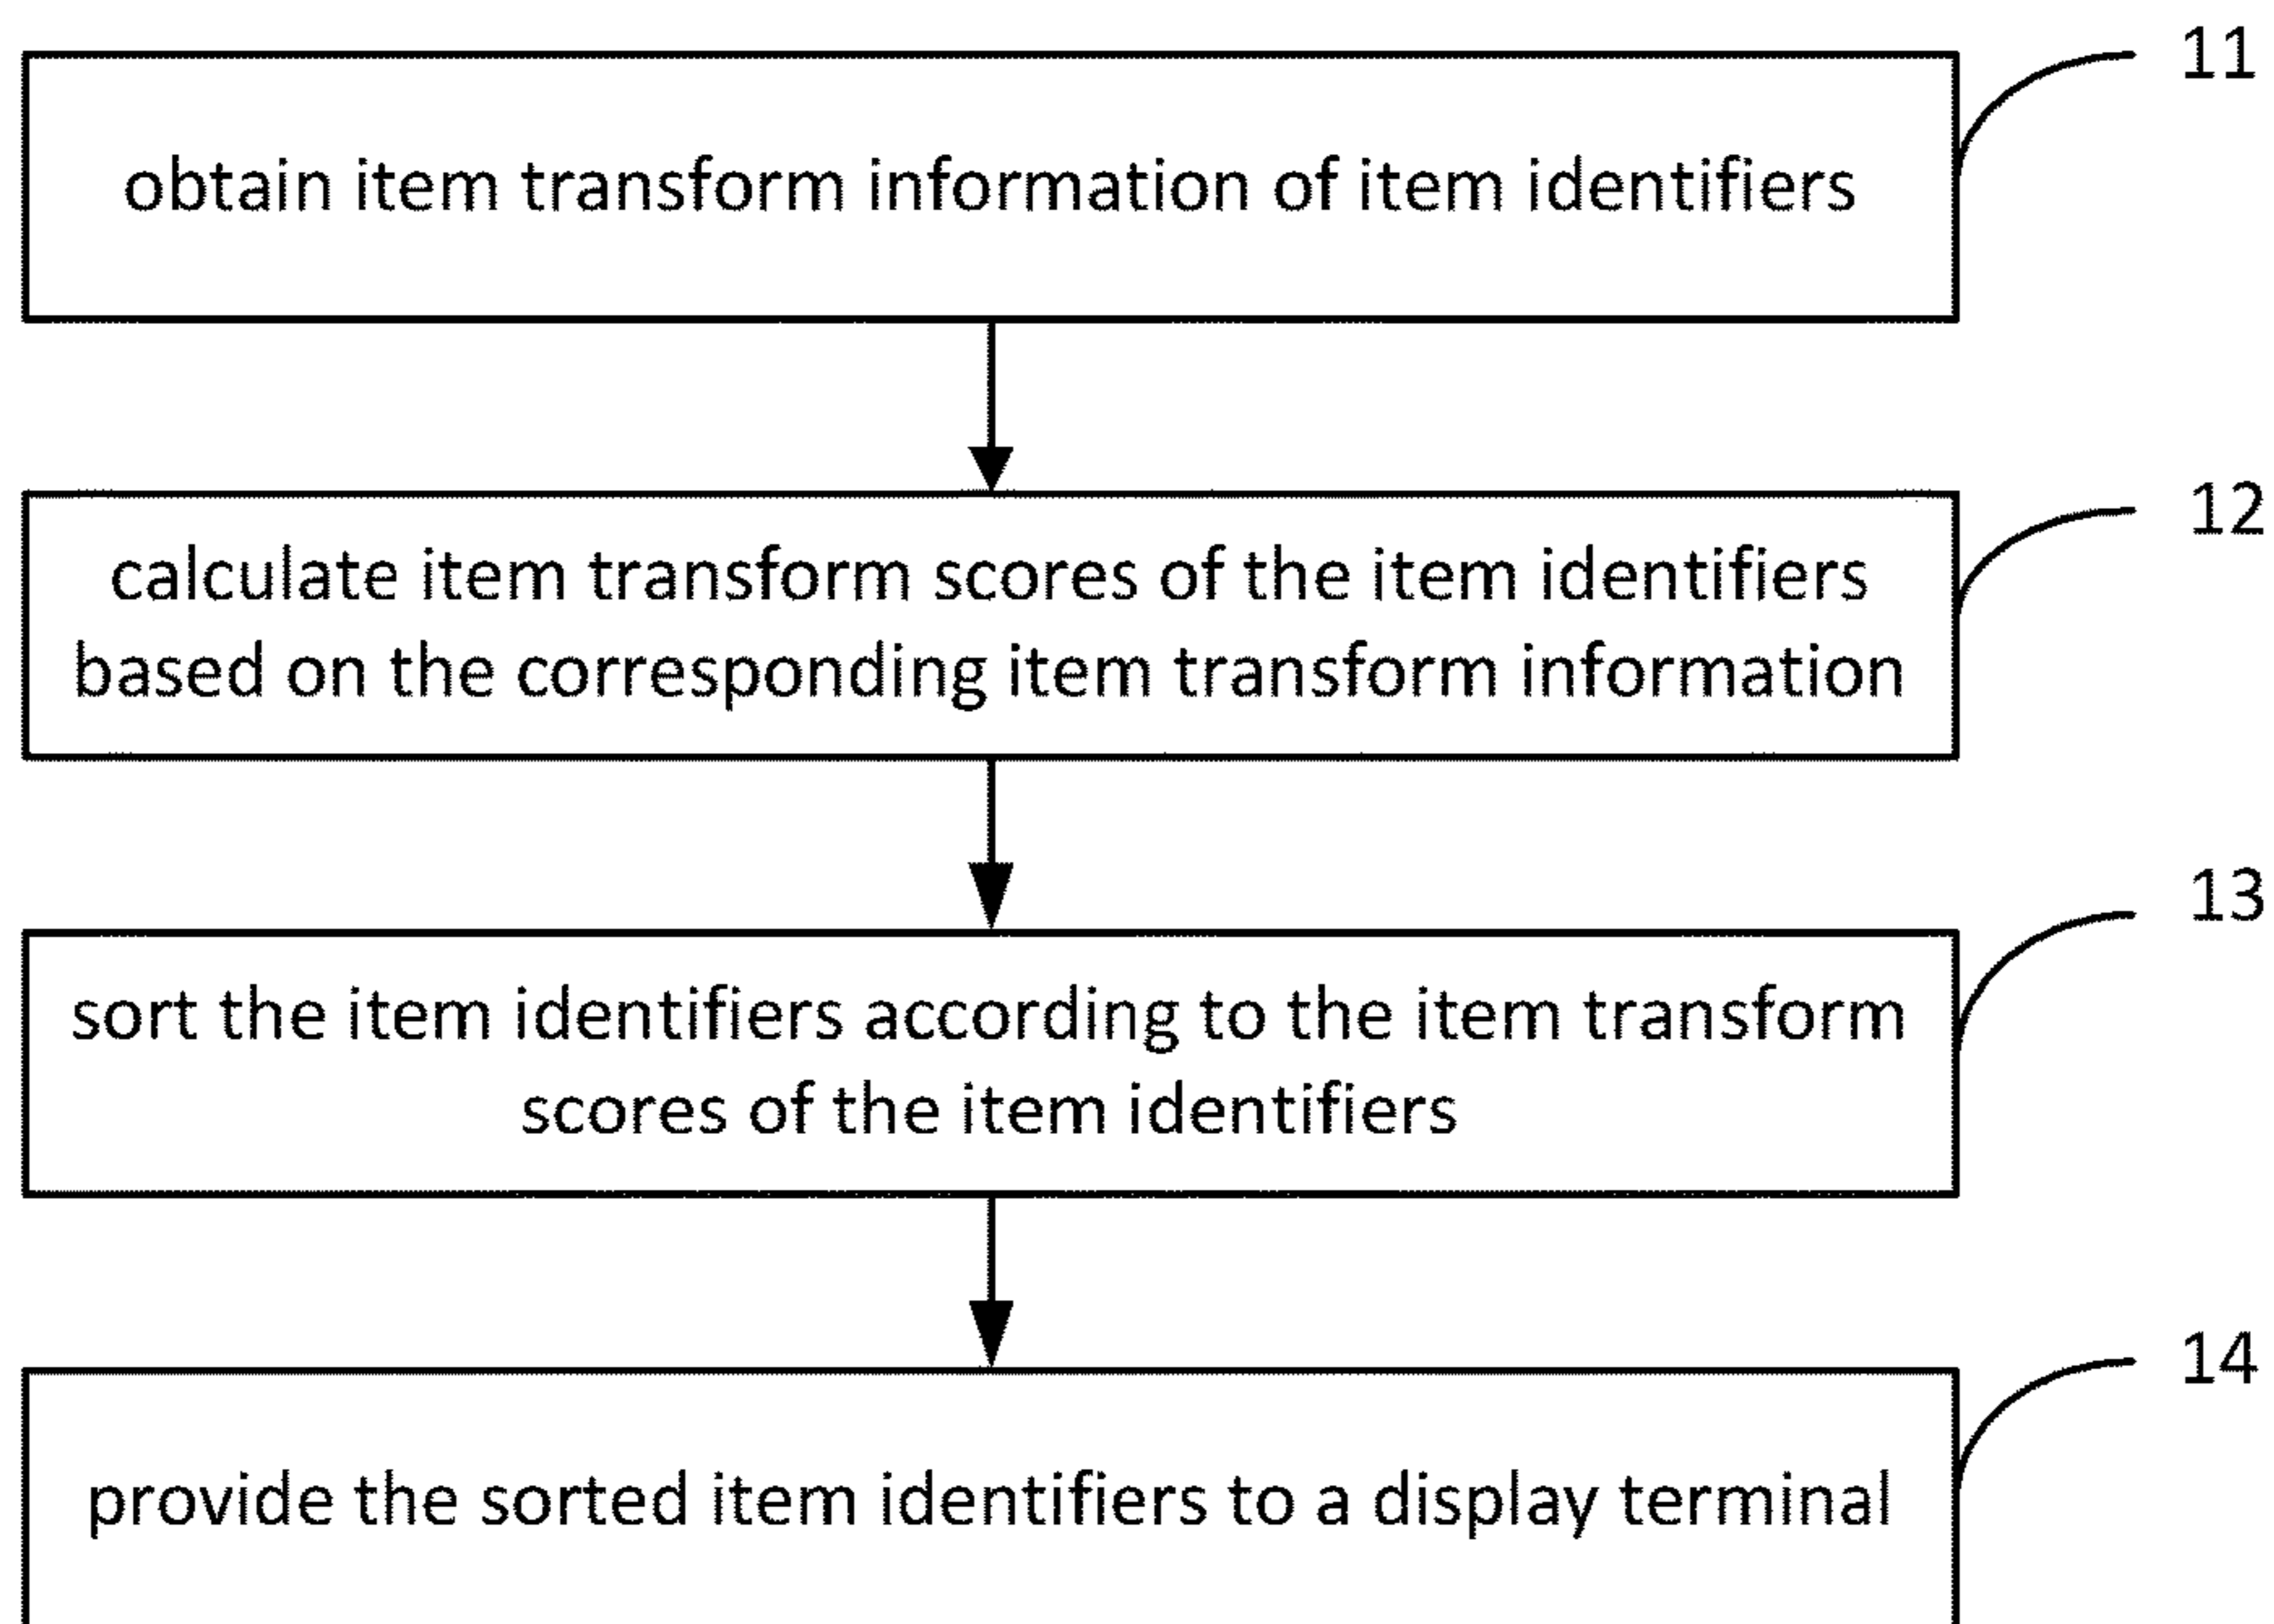 11
obtain item transform information of item identifiers
12
calculate item transform scores of the item identifiers
based on the corresponding item transform information
13
sort the item identifiers according to the item transform
scores of the item identifiers
14
provide the sorted item identifiers to a display terminal